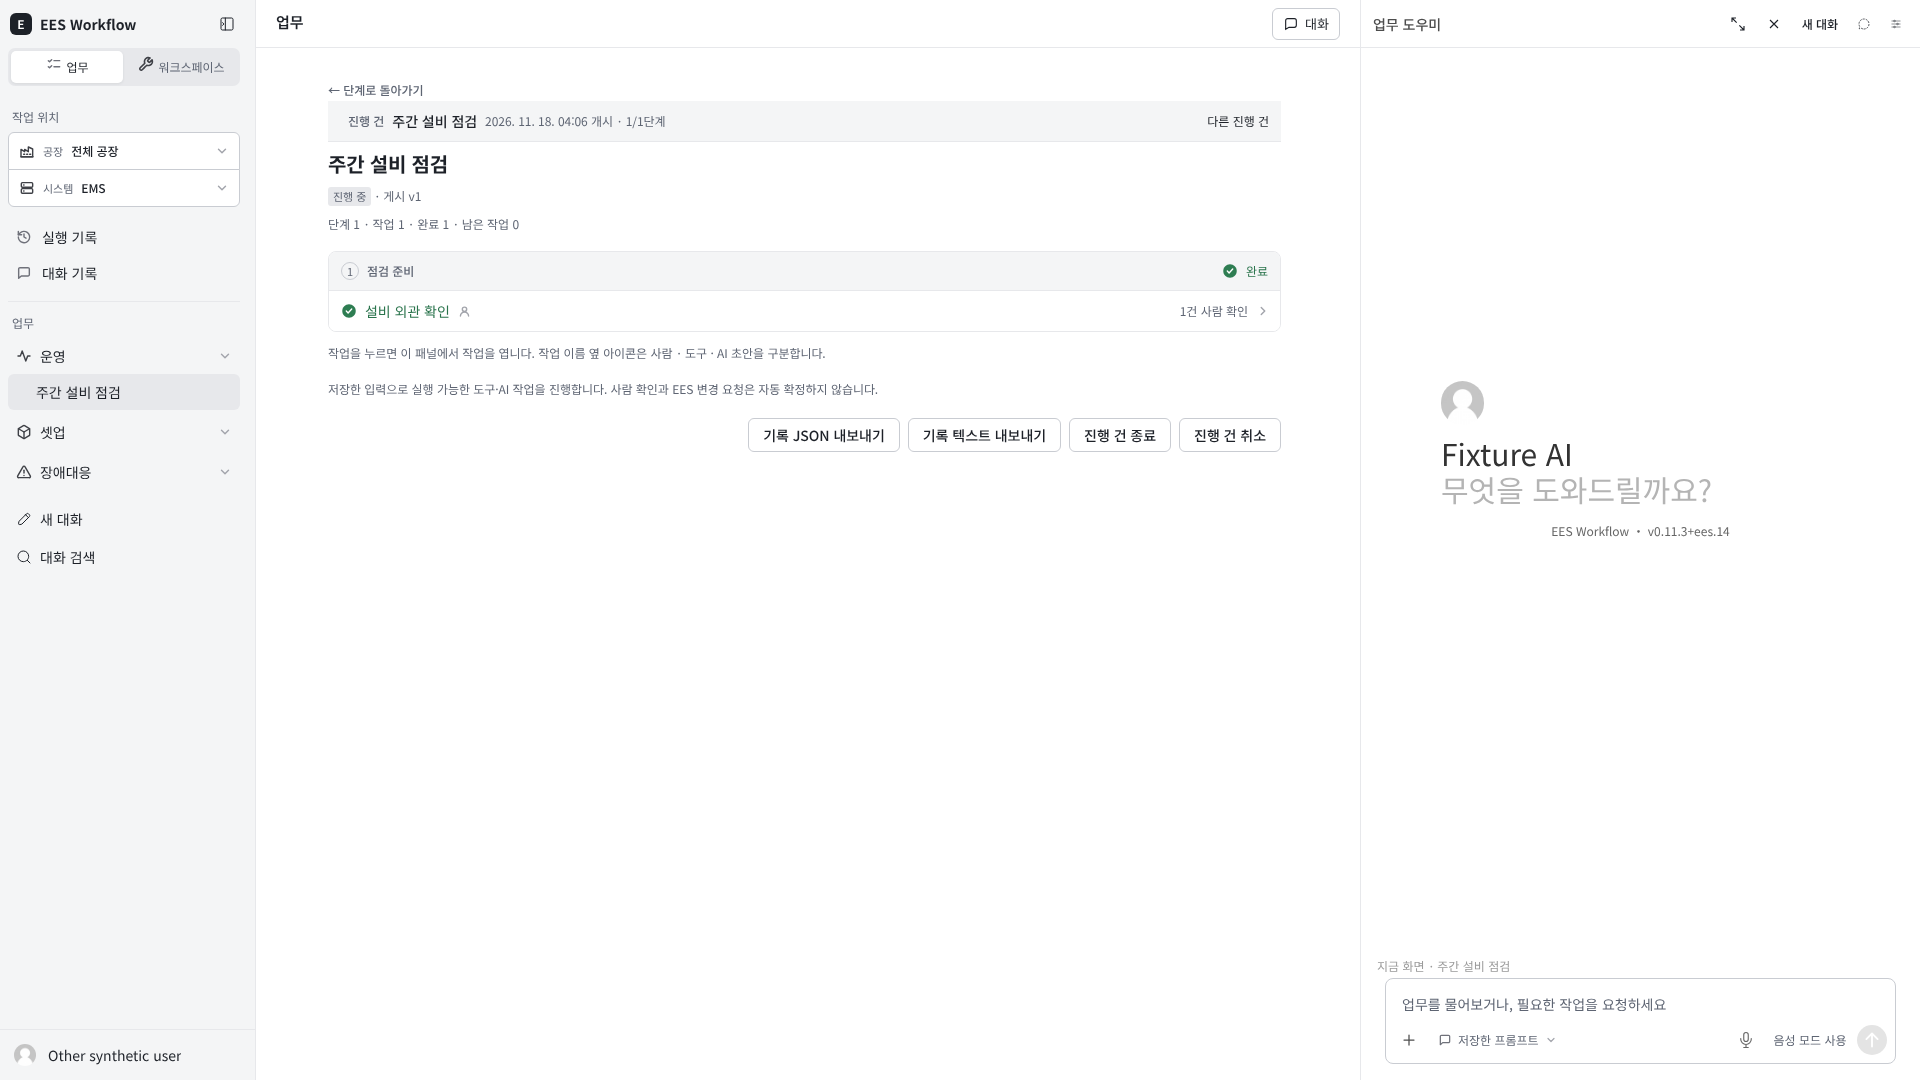 E EES Workflow
업무 워크스페이스
작업 위치
공장 전체 공장
시스템 EMS
실행 기록
대화 기록
업무
운영
주간 설비 점검
셋업
장애대응
새 대화
대화 검색
Other synthetic user
업무
대화
← 단계로 돌아가기
진행 건 주간 설비 점검 2026. 11. 18. 04:06 개시 · 1/1단계 다른 진행 건
주간 설비 점검
진행 중 · 게시 v1
단계 1 · 작업 1 · 완료 1 · 남은 작업 0
1 점검 준비 완료
설비 외관 확인 1건 사람 확인
작업을 누르면 이 패널에서 작업을 엽니다. 작업 이름 옆 아이콘은 사람 · 도구 · AI 초안을 구분합니다.
저장한 입력으로 실행 가능한 도구·AI 작업을 진행합니다. 사람 확인과 EES 변경 요청은 자동 확정하지 않습니다.
기록 JSON 내보내기 기록 텍스트 내보내기 진행 건 종료 진행 건 취소
업무 도우미 새 대화
Fixture AI
무엇을 도와드릴까요?
EES Workflow · v0.11.3+ees.14
지금 화면 · 주간 설비 점검
업무를 물어보거나, 필요한 작업을 요청하세요
저장한 프롬프트 음성 모드 사용